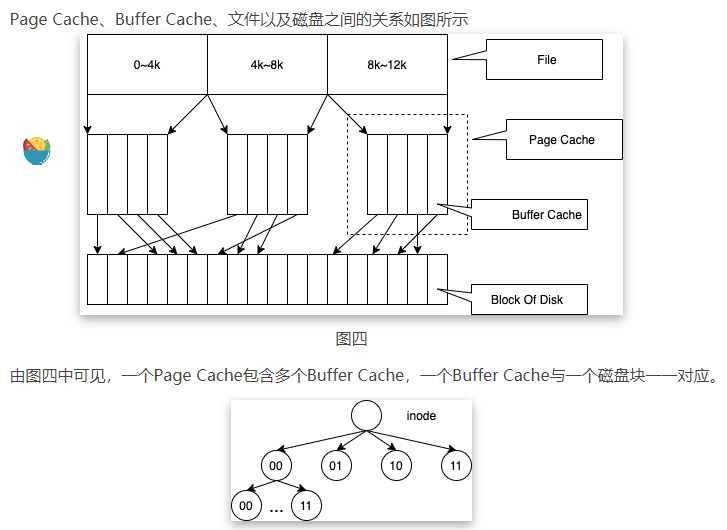 Page Cache、Buffer Cache、文件以及磁盘之间的关系如图所示
0~4k
4k~8k
8k~12k
File
Page Cache
Buffer Cache
Block Of Disk
图四
由图四中可见，一个Page Cache包含多个Buffer Cache，一个Buffer Cache与一个磁盘块一一对应。
inode
00
01
10
11
00
...
11